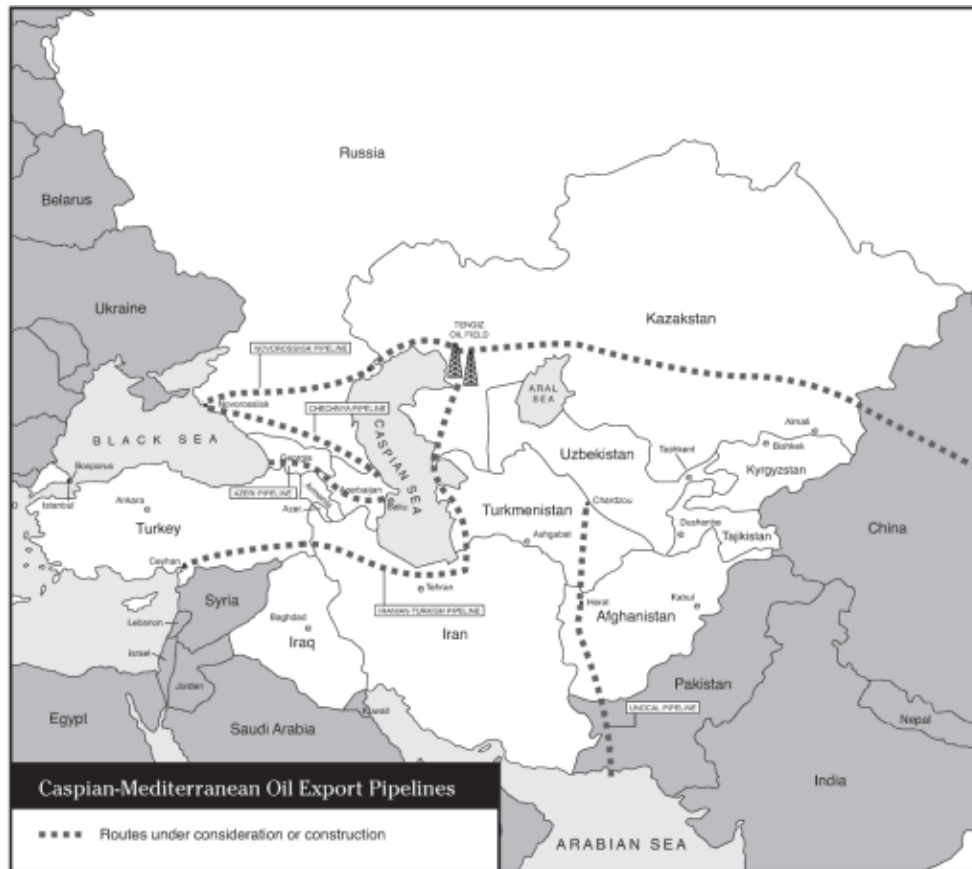 Russia
Belarus
Ukraine
Kazakstan
TENGIZ
OIL FIELD
NOVOROSSIISK PIPELINE
Novorossiisk
ARAL
SEA
CHECHNYA PIPELINE
BLACK SEA
CASPIAN SEA
Almati
Bishkek
Tashkent
Uzbekistan
Kyrgyzstan
Georgia
Bosporus
AZERI PIPELINE
Azerbaijan
Baku
Istanbul
Ankara
Azer.
Chardzou
Turkmenistan
China
Turkey
Ashgabat
Dushanbe
Tajikistan
Ceyhan
Tehran
Syria
Herat
Kabul
IRANIAN-TURKISH PIPELINE
Afghanistan
Lebanon
Baghdad
Iraq
Iran
Israel
Jordan
Pakistan
Kuwait
UNOCAL PIPELINE
Egypt
Saudi Arabia
Nepal
India
Caspian-Mediterranean Oil Export Pipelines
Routes under consideration or construction
ARABIAN SEA